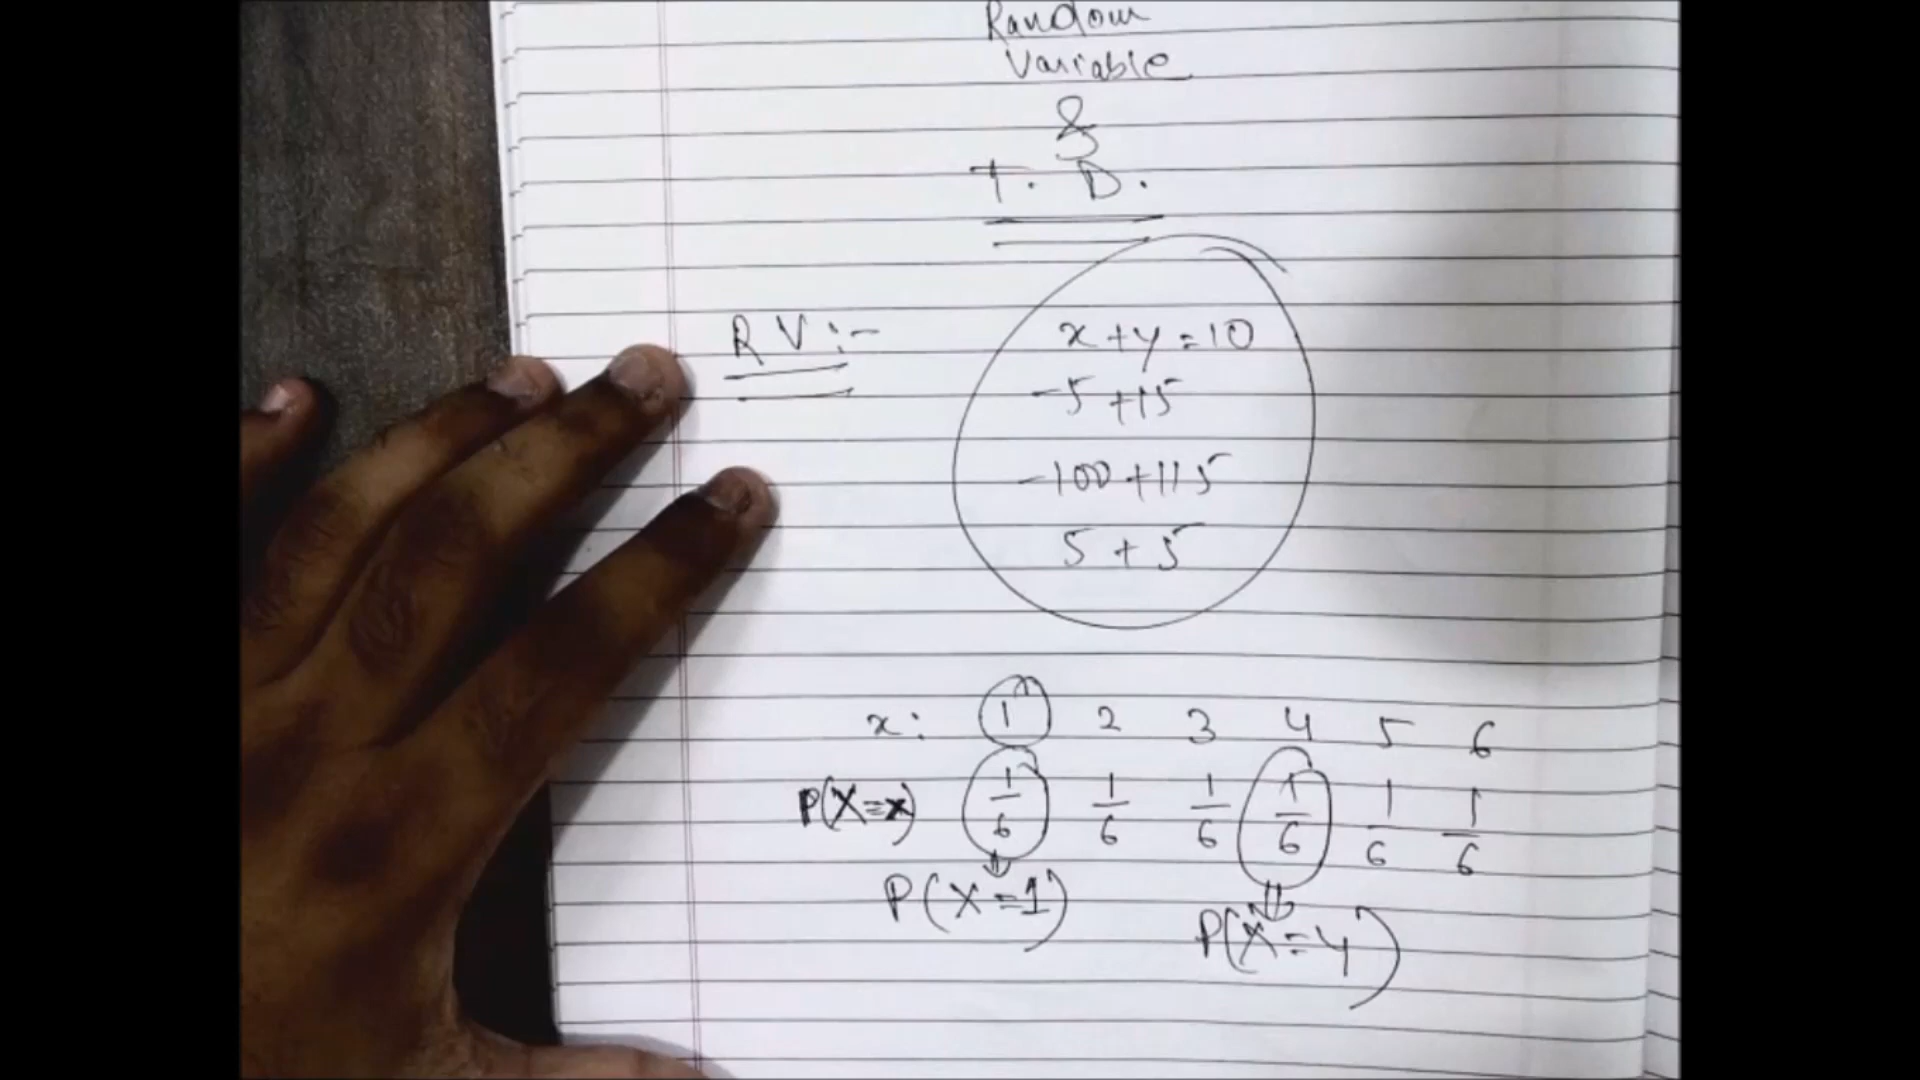 Random
Variable
&
T. D.
R V :-
x + y = 10
-5 + 15
-100 + 115
5 + 5
x : 1 2 3 4 5 6
P(X=x) 1/6 1/6 1/6 1/6 1/6 1/6
P(X=1)
P(X=4)